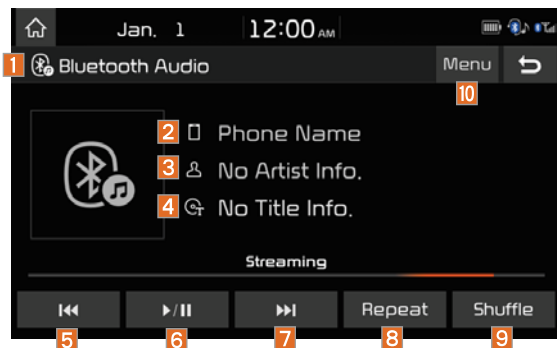 Jan. 1 12:00 AM
1 Bluetooth Audio Menu
10
2 Phone Name
3 No Artist Info.
4 No Title Info.
Streaming
Repeat Shuffle
5 6 7 8 9